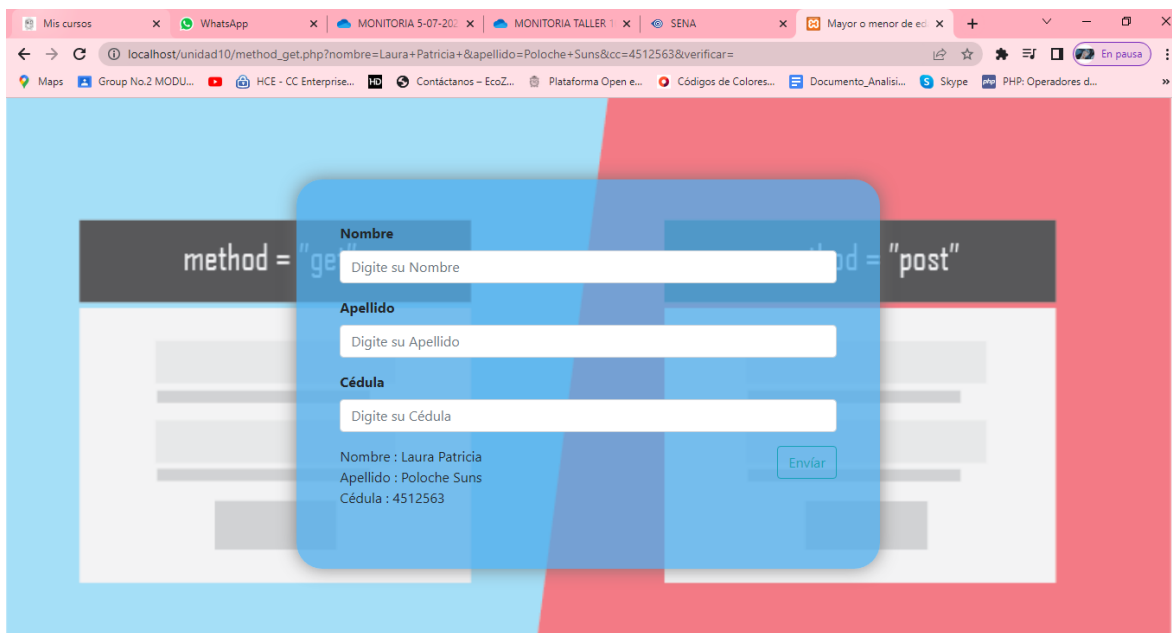 Mis cursos
WhatsApp
MONITORIA 5-07-202
MONITORIA TALLER 1
SENA
Mayor o menor de ed
localhost/unidad10/method_get.php?nombre=Laura+Patricia+&apellido=Poloche+Suns&cc=4512563&verificar=
En pausa
Maps
Group No.2 MODU...
HCE - CC Enterprise...
HD
Contáctanos – EcoZ...
Plataforma Open e...
Códigos de Colores...
Documento_Analisi...
Skype
php
PHP: Operadores d...
method = "get"
= "post"
Nombre
Digite su Nombre
Apellido
Digite su Apellido
Cédula
Digite su Cédula
Nombre : Laura Patricia
Apellido : Poloche Suns
Cédula : 4512563
Envíar